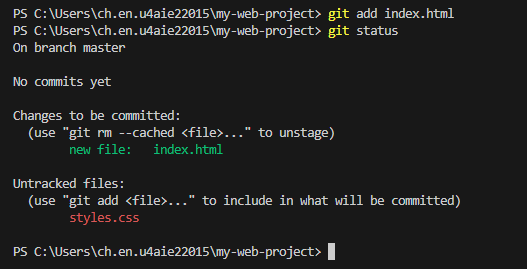 PS C:\Users\ch.en.u4aie22015\my-web-project> git add index.html
PS C:\Users\ch.en.u4aie22015\my-web-project> git status
On branch master
No commits yet
Changes to be committed:
(use "git rm --cached <file>..." to unstage)
new file: index.html
Untracked files:
(use "git add <file>..." to include in what will be committed)
styles.css
PS C:\Users\ch.en.u4aie22015\my-web-project>